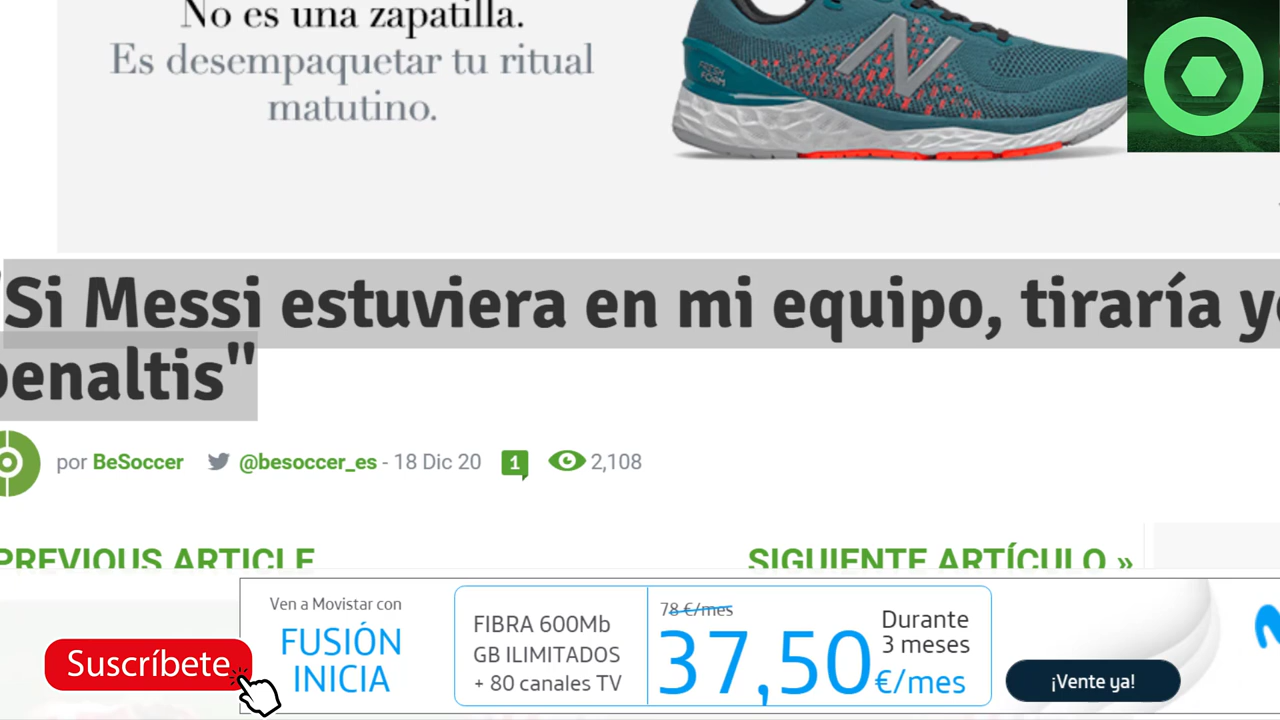 No es una zapatilla.
Es desempaquetar tu ritual
matutino.
FRESH
FOAM
N
"Si Messi estuviera en mi equipo, tiraría yo
penaltis"
por BeSoccer @besoccer_es - 18 Dic 20 1 2,108
PREVIOUS ARTICLE SIGUIENTE ARTÍCULO »
Ven a Movistar con
FUSIÓN
INICIA
FIBRA 600Mb
GB ILIMITADOS
+ 80 canales TV
78 €/mes
37,50 €/mes
Durante
3 meses
¡Vente ya!
Suscríbete